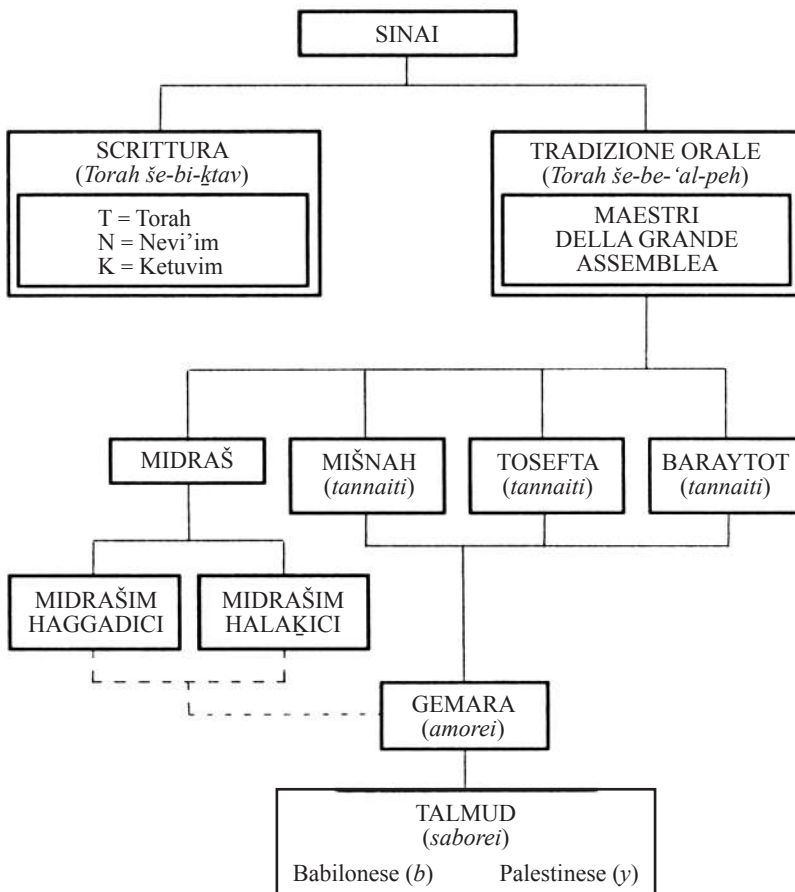 SINAI
SCRITTURA
(Torah še-bi-ḵtav)
T = Torah
N = Nevi’im
K = Ketuvim
TRADIZIONE ORALE
(Torah še-be-‘al-peh)
MAESTRI
DELLA GRANDE
ASSEMBLEA
MIDRAŠ
MIŠNAH
(tannaiti)
TOSEFTA
(tannaiti)
BARAYTOT
(tannaiti)
MIDRAŠIM
HAGGADICI
MIDRAŠIM
HALAḴICI
GEMARA
(amorei)
TALMUD
(saborei)
Babilonese (b) Palestinese (y)